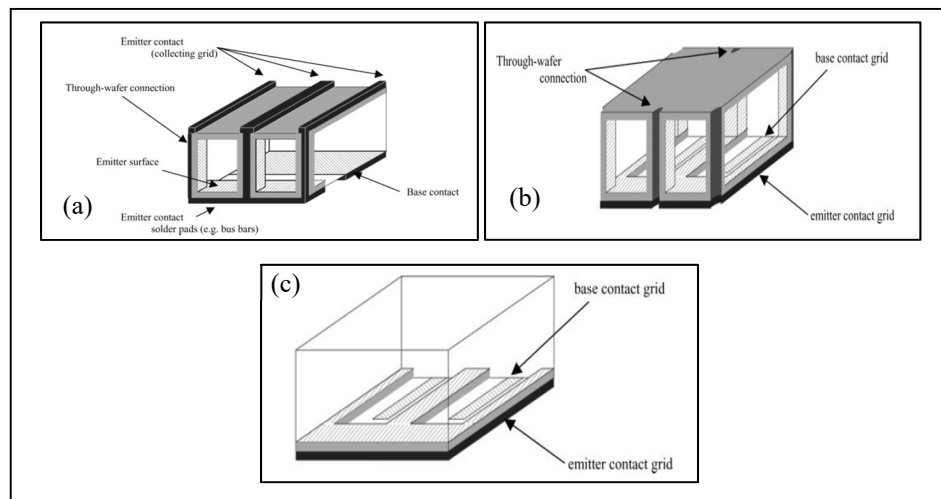 Emitter contact
(collecting grid)
Through-wafer connection
Emitter surface
Base contact
(a)
Emitter contact
solder pads (e.g. bus bars)
Through-wafer
connection
base contact grid
(b)
emitter contact grid
(c)
base contact grid
emitter contact grid